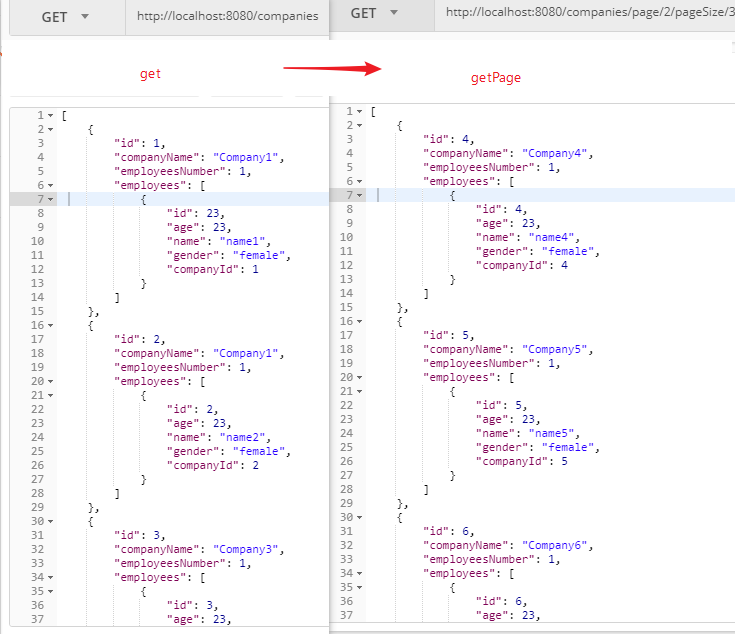 GET
http://localhost:8080/companies
get
1 [
2 {
3 "id": 1,
4 "companyName": "Company1",
5 "employeesNumber": 1,
6 "employees": [
7 {
8 "id": 23,
9 "age": 23,
10 "name": "name1",
11 "gender": "female",
12 "companyId": 1
13 }
14 ]
15 },
16 {
17 "id": 2,
18 "companyName": "Company1",
19 "employeesNumber": 1,
20 "employees": [
21 {
22 "id": 2,
23 "age": 23,
24 "name": "name2",
25 "gender": "female",
26 "companyId": 2
27 }
28 ]
29 },
30 {
31 "id": 3,
32 "companyName": "Company3",
33 "employeesNumber": 1,
34 "employees": [
35 {
36 "id": 3,
37 "age": 23,
GET
http://localhost:8080/companies/page/2/pageSize/3
getPage
1 [
2 {
3 "id": 4,
4 "companyName": "Company4",
5 "employeesNumber": 1,
6 "employees": [
7 {
8 "id": 4,
9 "age": 23,
10 "name": "name4",
11 "gender": "female",
12 "companyId": 4
13 }
14 ]
15 },
16 {
17 "id": 5,
18 "companyName": "Company5",
19 "employeesNumber": 1,
20 "employees": [
21 {
22 "id": 5,
23 "age": 23,
24 "name": "name5",
25 "gender": "female",
26 "companyId": 5
27 }
28 ]
29 },
30 {
31 "id": 6,
32 "companyName": "Company6",
33 "employeesNumber": 1,
34 "employees": [
35 {
36 "id": 6,
37 "age": 23,